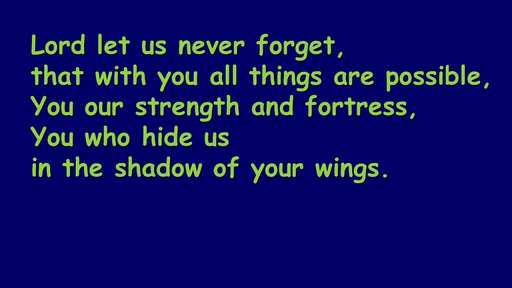 Lord let us never forget,
that with you all things are possible,
You our strength and fortress,
You who hide us
in the shadow of your wings.